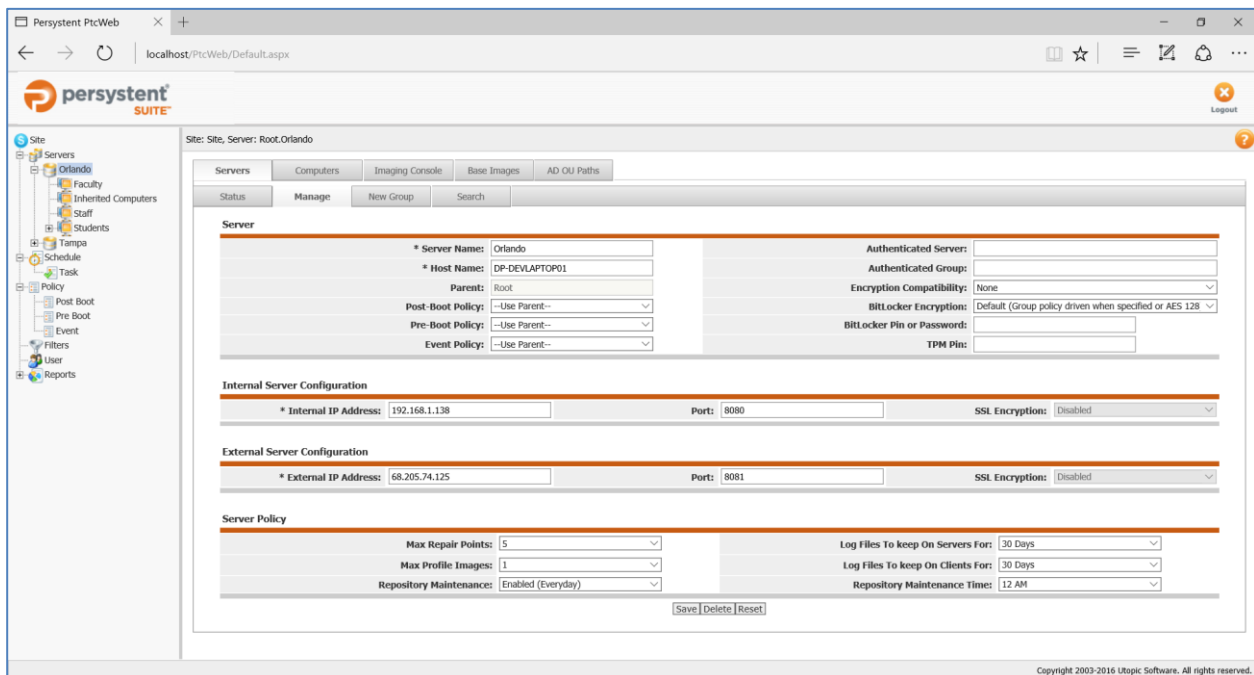 Persystent PtcWeb
localhost/PtcWeb/Default.aspx
persystent
SUITE™
Logout
Site
Servers
Orlando
Faculty
Inherited Computers
Staff
Students
Tampa
Schedule
Task
Policy
Post Boot
Pre Boot
Event
Filters
User
Reports
Site: Site, Server: Root.Orlando
Servers Computers Imaging Console Base Images AD OU Paths
Status Manage New Group Search
Server
* Server Name: Orlando Authenticated Server:
* Host Name: DP-DEVLAPTOP01 Authenticated Group:
Parent: Root Encryption Compatibility: None
Post-Boot Policy: --Use Parent-- BitLocker Encryption: Default (Group policy driven when specified or AES 128
Pre-Boot Policy: --Use Parent-- BitLocker Pin or Password:
Event Policy: --Use Parent-- TPM Pin:
Internal Server Configuration
* Internal IP Address: 192.168.1.138 Port: 8080 SSL Encryption: Disabled
External Server Configuration
* External IP Address: 68.205.74.125 Port: 8081 SSL Encryption: Disabled
Server Policy
Max Repair Points: 5 Log Files To keep On Servers For: 30 Days
Max Profile Images: 1 Log Files To keep On Clients For: 30 Days
Repository Maintenance: Enabled (Everyday) Repository Maintenance Time: 12 AM
Save Delete Reset
Copyright 2003-2016 Utopic Software. All rights reserved.